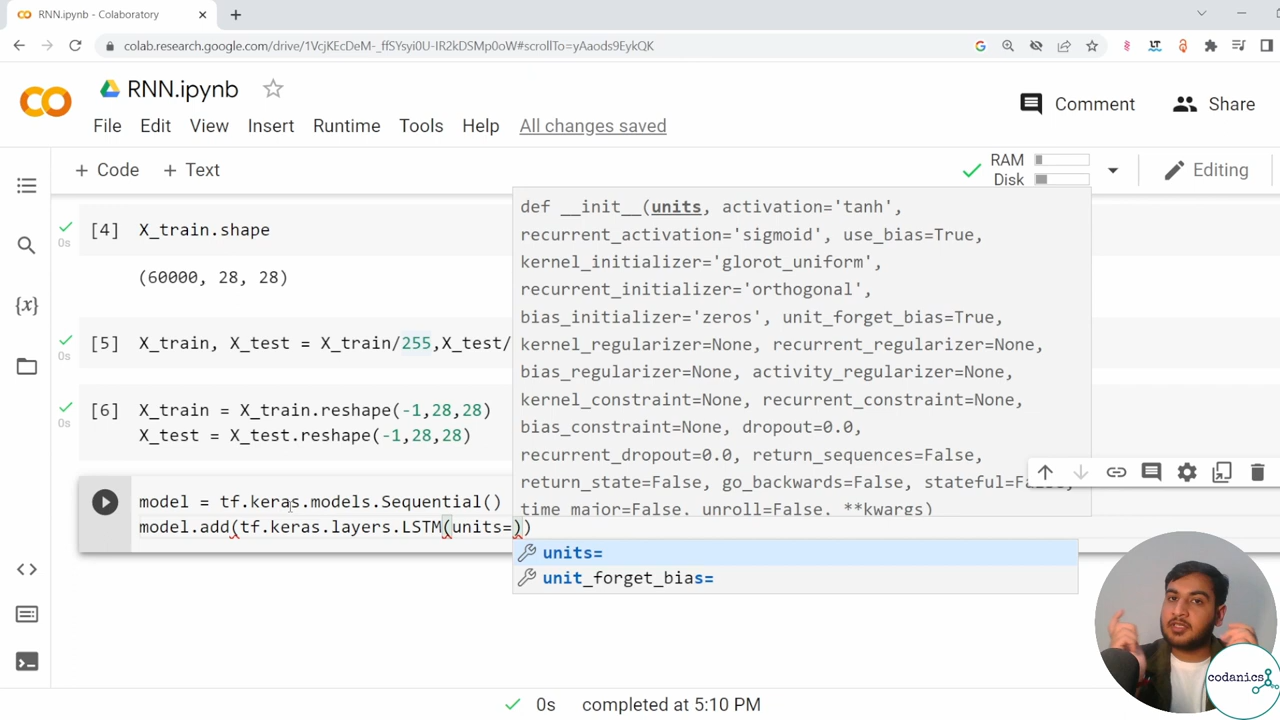 RNN.ipynb - Colaboratory
colab.research.google.com/drive/1VcjKEcDeM-_ffSYsyi0U-IR2kDSMp0oW#scrollTo=yAaods9EykQK
RNN.ipynb
Comment
Share
File Edit View Insert Runtime Tools Help All changes saved
+ Code + Text
RAM
Disk
Editing
[4] X_train.shape
0s
(60000, 28, 28)
[5] X_train, X_test = X_train/255,X_test/
0s
[6] X_train = X_train.reshape(-1,28,28)
0s
X_test = X_test.reshape(-1,28,28)
model = tf.keras.models.Sequential()
model.add(tf.keras.layers.LSTM(units=))
def __init__(units, activation='tanh',
recurrent_activation='sigmoid', use_bias=True,
kernel_initializer='glorot_uniform',
recurrent_initializer='orthogonal',
bias_initializer='zeros', unit_forget_bias=True,
kernel_regularizer=None, recurrent_regularizer=None,
bias_regularizer=None, activity_regularizer=None,
kernel_constraint=None, recurrent_constraint=None,
bias_constraint=None, dropout=0.0,
recurrent_dropout=0.0, return_sequences=False,
return_state=False, go_backwards=False, stateful=False,
time_major=False, unroll=False, **kwargs)
units=
unit_forget_bias=
{x}
codanics
0s completed at 5:10 PM